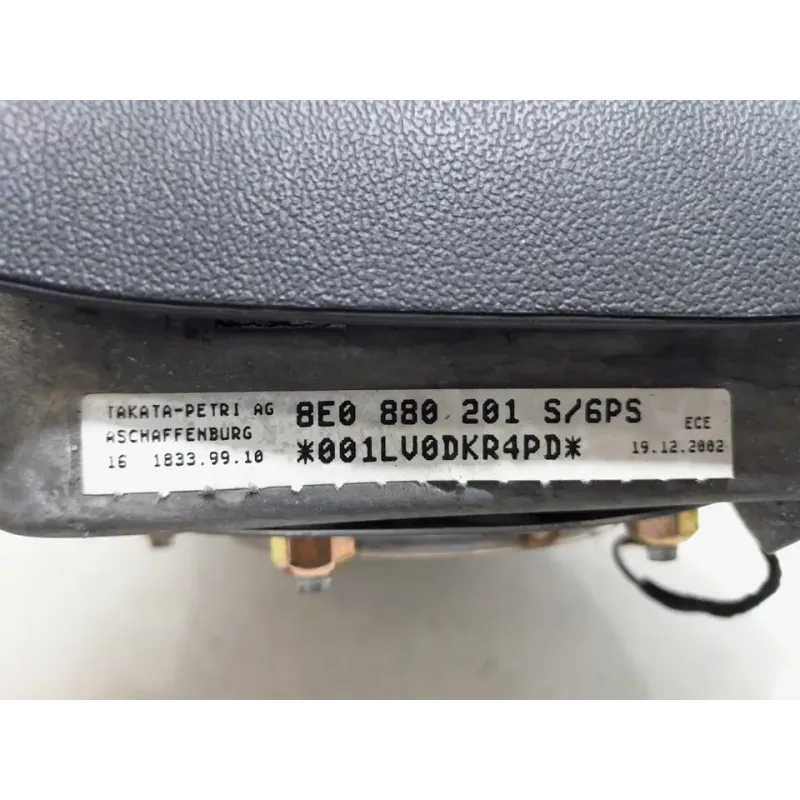 TAKATA-PETRI AG 8E0 880 201 S/6PS ECE
ASCHAFFENBURG
16 1833.99.10 *001LV0DKR4PD* 19.12.2002